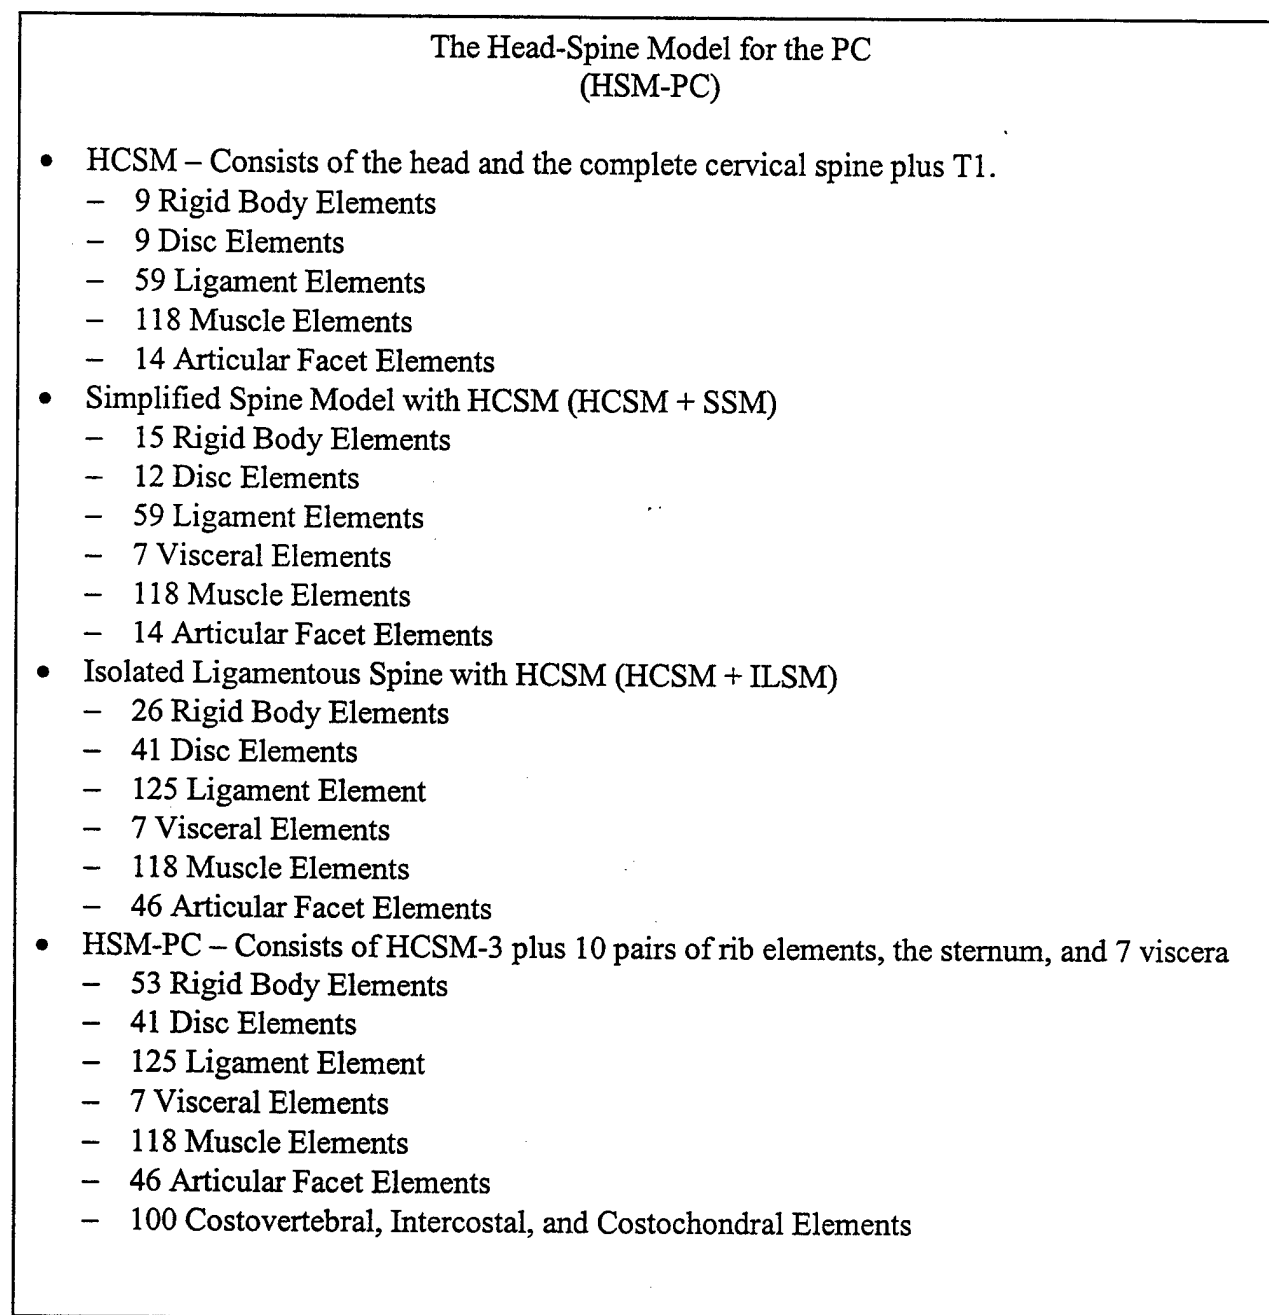 The Head-Spine Model for the PC
(HSM-PC)
• HCSM – Consists of the head and the complete cervical spine plus T1.
– 9 Rigid Body Elements
– 9 Disc Elements
– 59 Ligament Elements
– 118 Muscle Elements
– 14 Articular Facet Elements
• Simplified Spine Model with HCSM (HCSM + SSM)
– 15 Rigid Body Elements
– 12 Disc Elements
– 59 Ligament Elements
– 7 Visceral Elements
– 118 Muscle Elements
– 14 Articular Facet Elements
• Isolated Ligamentous Spine with HCSM (HCSM + ILSM)
– 26 Rigid Body Elements
– 41 Disc Elements
– 125 Ligament Element
– 7 Visceral Elements
– 118 Muscle Elements
– 46 Articular Facet Elements
• HSM-PC – Consists of HCSM-3 plus 10 pairs of rib elements, the sternum, and 7 viscera
– 53 Rigid Body Elements
– 41 Disc Elements
– 125 Ligament Element
– 7 Visceral Elements
– 118 Muscle Elements
– 46 Articular Facet Elements
– 100 Costovertebral, Intercostal, and Costochondral Elements